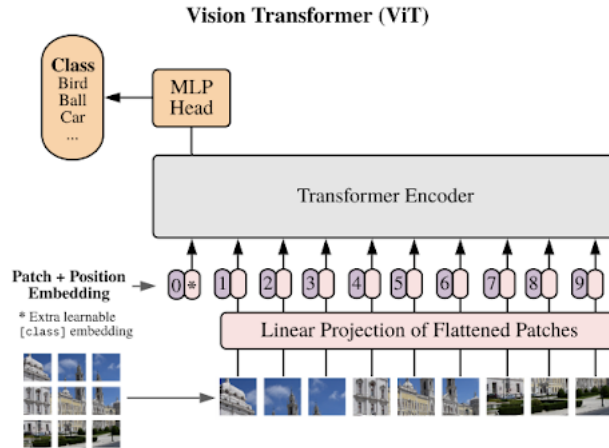 Vision Transformer (ViT)
Class
Bird
Ball
Car
...
MLP
Head
Transformer Encoder
Patch + Position
Embedding
0 * 1 2 3 4 5 6 7 8 9
* Extra learnable
[class] embedding
Linear Projection of Flattened Patches